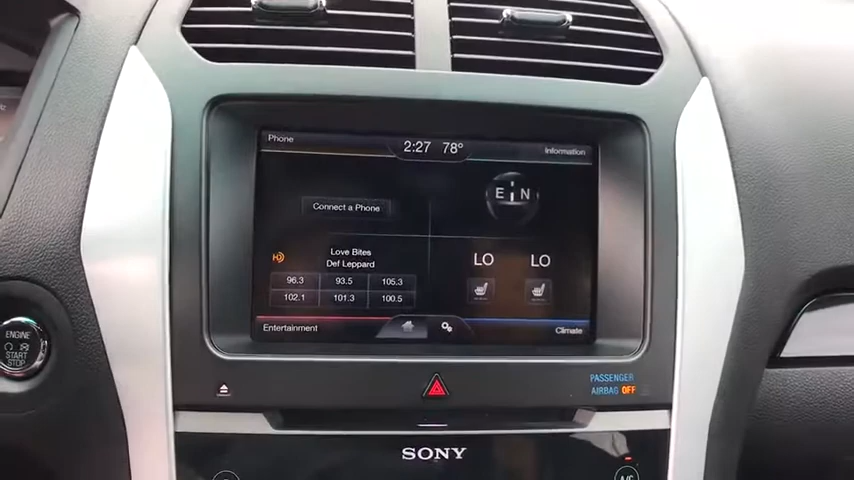 Phone
2:27 78°
Information
Connect a Phone
E N
Love Bites
Def Leppard
96.3 93.5 105.3
102.1 101.3 100.5
LO LO
Entertainment
Climate
ENGINE
START
STOP
PASSENGER
AIRBAG OFF
SONY
A/C